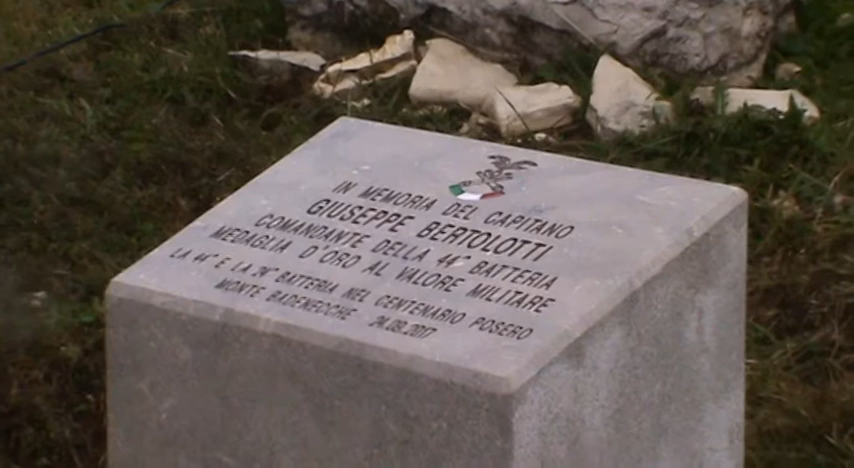 IN MEMORIA DEL CAPITANO
GIUSEPPE BERTOLOTTI
COMANDANTE DELLA 44ª BATTERIA
MEDAGLIA D'ORO AL VALORE MILITARE
LA 44ª E LA 24ª BATTERIA NEL CENTENARIO POSERO
MONTE BADENECCHE 24.09.2017